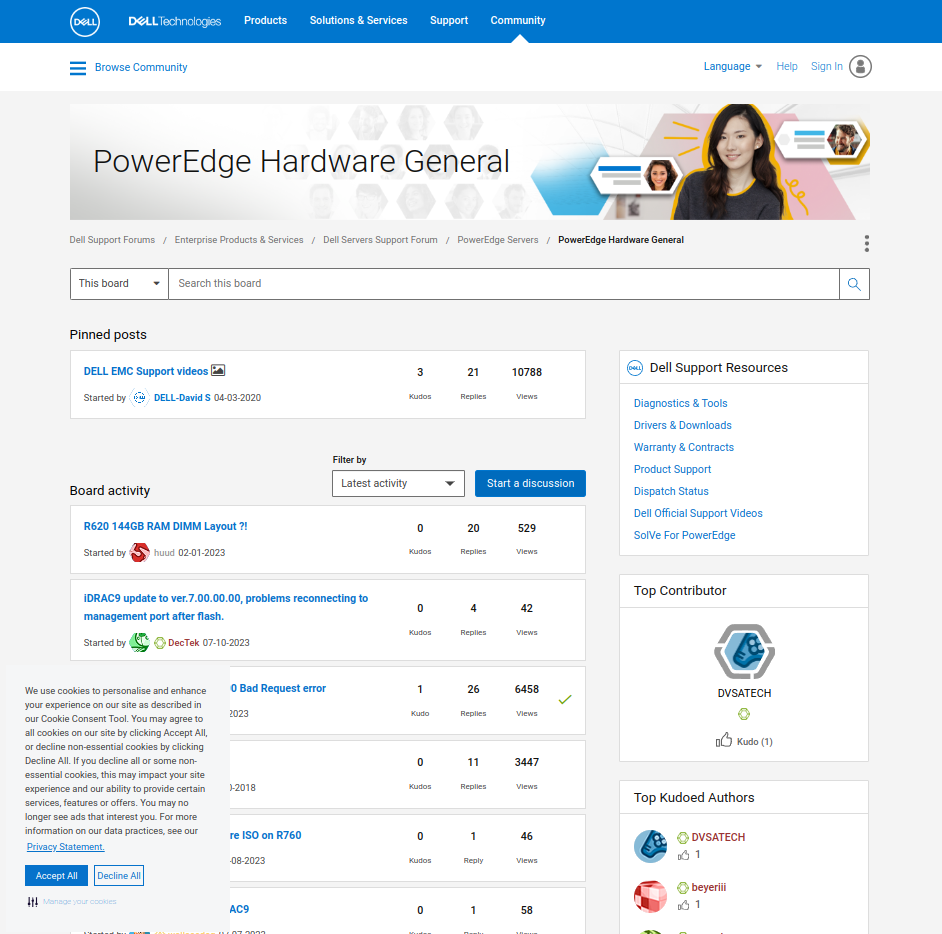 DELL
DELLTechnologies
Products
Solutions & Services
Support
Community
Browse Community
Language
Help
Sign In
PowerEdge Hardware General
Dell Support Forums / Enterprise Products & Services / Dell Servers Support Forum / PowerEdge Servers / PowerEdge Hardware General
This board
Search this board
Pinned posts
DELL EMC Support videos
Started by DELL-David S 04-03-2020
3
Kudos
21
Replies
10788
Views
Filter by
Latest activity
Start a discussion
Board activity
R620 144GB RAM DIMM Layout ?!
Started by huud 02-01-2023
0
Kudos
20
Replies
529
Views
iDRAC9 update to ver.7.00.00.00, problems reconnecting to
management port after flash.
Started by DecTek 07-10-2023
0
Kudos
4
Replies
42
Views
0 Bad Request error
2023
1
Kudo
26
Replies
6458
Views
-2018
0
Kudos
11
Replies
3447
Views
re ISO on R760
-08-2023
0
Kudos
1
Reply
46
Views
AC9
0
1
58
We use cookies to personalise and enhance
your experience on our site as described in
our Cookie Consent Tool. You may agree to
all cookies on our site by clicking Accept All,
or decline non-essential cookies by clicking
Decline All. If you decline all or some non-
essential cookies, this may impact your site
experience and our ability to provide certain
services, features or offers. You may no
longer see ads that interest you. For more
information on our data practices, see our
Privacy Statement.
Accept All
Decline All
Manage your cookies
DELL
Dell Support Resources
Diagnostics & Tools
Drivers & Downloads
Warranty & Contracts
Product Support
Dispatch Status
Dell Official Support Videos
SolVe For PowerEdge
Top Contributor
DVSATECH
Kudo (1)
Top Kudoed Authors
DVSATECH
1
beyeriii
1